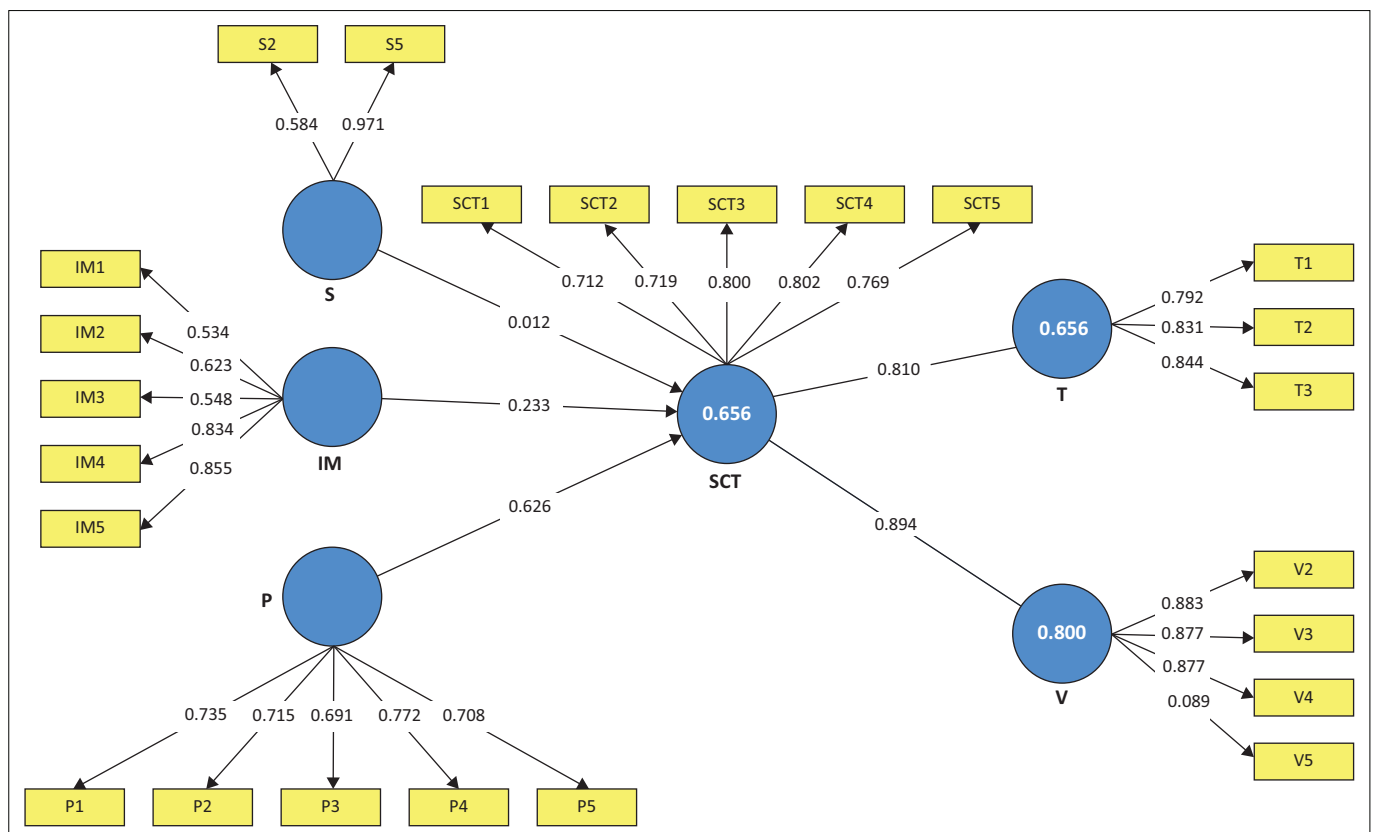 S2 S5
0.584 0.971
S
SCT1 SCT2 SCT3 SCT4 SCT5
0.712 0.719 0.800 0.802 0.769
IM1
IM2
IM3
IM4
IM5
0.534
0.623
0.548
0.834
0.855
IM
0.012
0.233
0.626
0.656
SCT
0.810
0.894
0.656
T
0.792
0.831
0.844
T1
T2
T3
0.800
V
0.883
0.877
0.877
0.089
V2
V3
V4
V5
P
0.735 0.715 0.691 0.772 0.708
P1 P2 P3 P4 P5